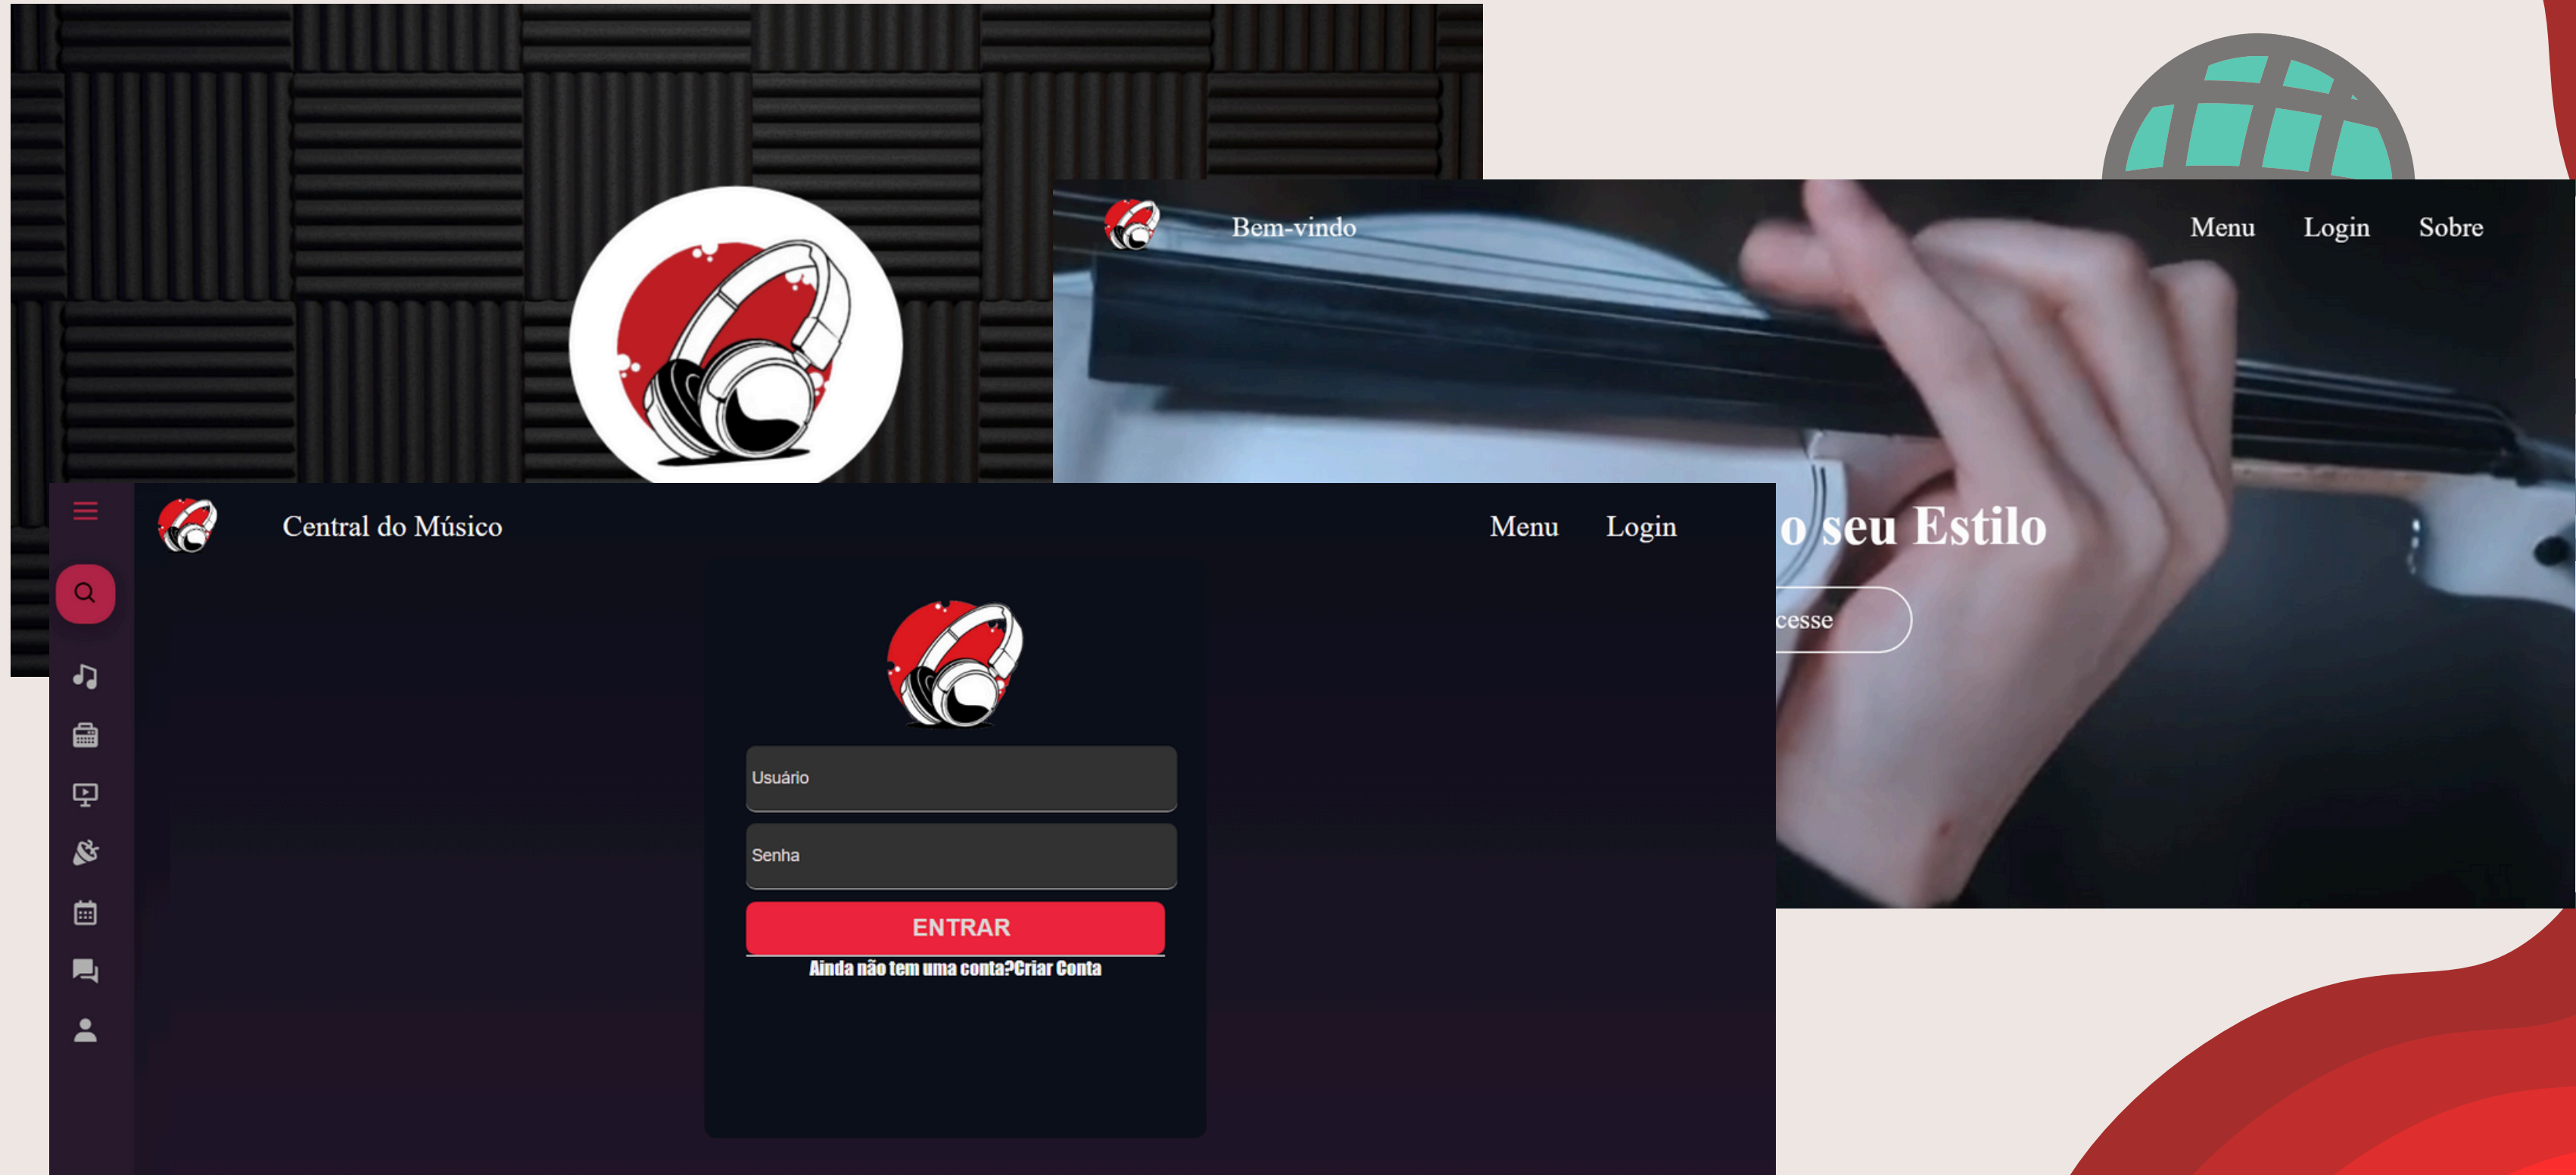 Bem-vindo
Menu Login Sobre
o seu Estilo
cesse
Central do Músico
Menu Login
Usuário
Senha
ENTRAR
Ainda não tem uma conta?Criar Conta